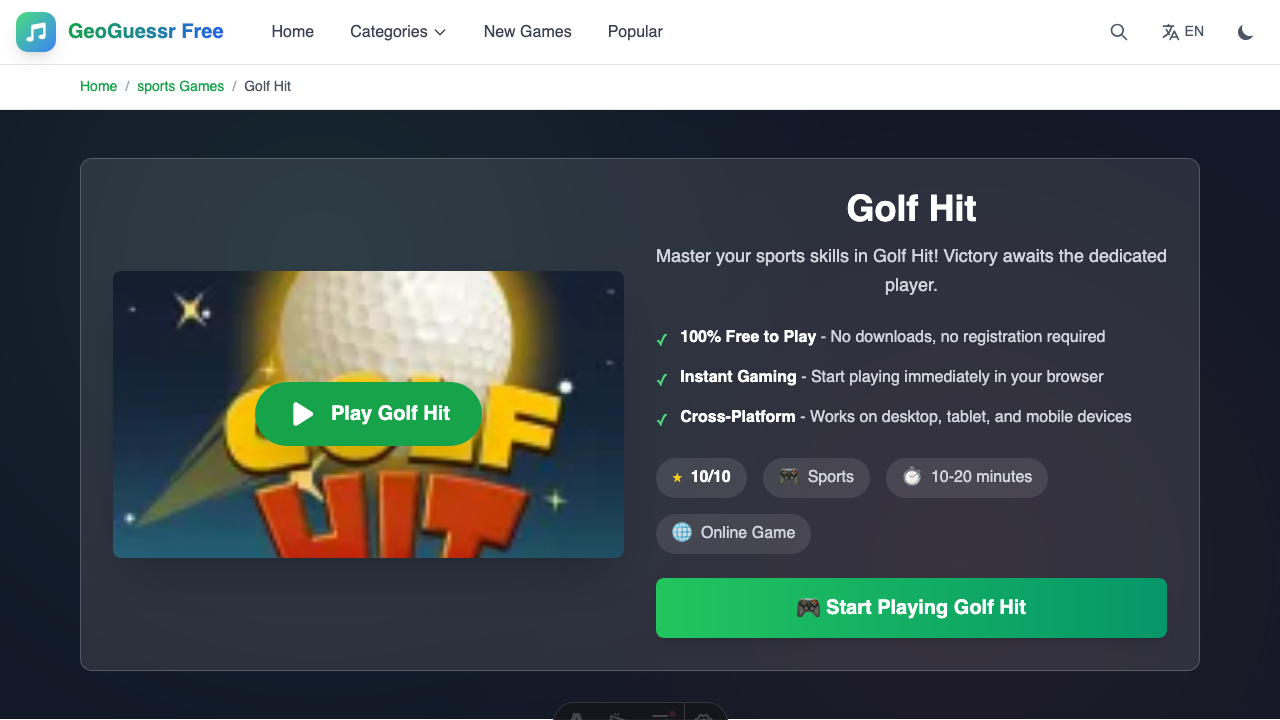 GeoGuessr Free
Home
Categories
New Games
Popular
EN
Home / sports Games / Golf Hit
GOLF
HIT
Play Golf Hit
Golf Hit
Master your sports skills in Golf Hit! Victory awaits the dedicated
player.
✓ 100% Free to Play - No downloads, no registration required
✓ Instant Gaming - Start playing immediately in your browser
✓ Cross-Platform - Works on desktop, tablet, and mobile devices
★ 10/10
🎮 Sports
⏱️ 10-20 minutes
🌐 Online Game
🎮 Start Playing Golf Hit